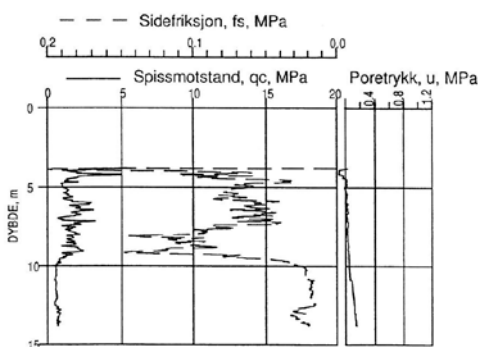 Sidefriksjon, fs, MPa
0,2 0,1 0,0
Spissmotstand, qc, MPa Poretrykk, u, MPa
0 5 10 15 20 0,4 0,8 1,2
0
5
10
15
DYBDE, m